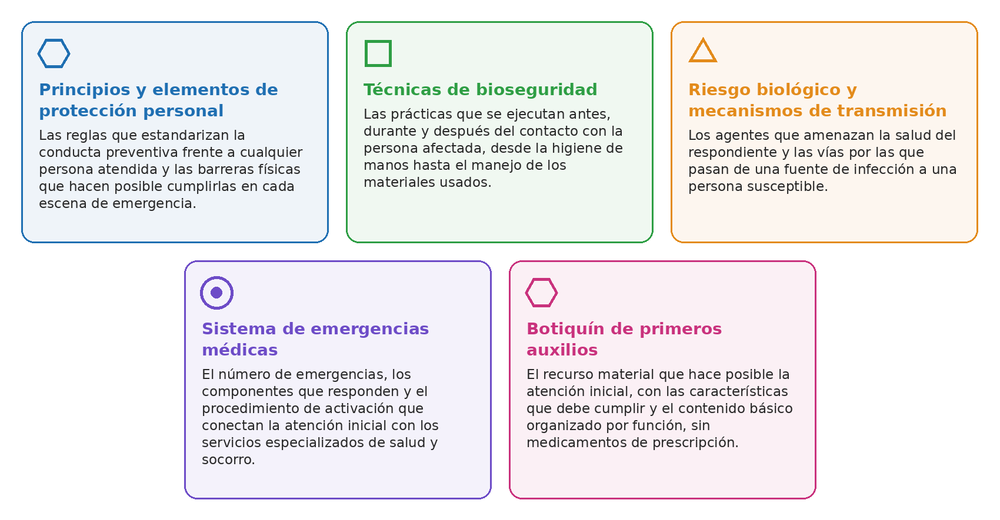 Principios y elementos de
protección personal
Las reglas que estandarizan la
conducta preventiva frente a cualquier
persona atendida y las barreras físicas
que hacen posible cumplirlas en cada
escena de emergencia.
Técnicas de bioseguridad
Las prácticas que se ejecutan antes,
durante y después del contacto con la
persona afectada, desde la higiene de
manos hasta el manejo de los
materiales usados.
Riesgo biológico y
mecanismos de transmisión
Los agentes que amenazan la salud del
respondiente y las vías por las que
pasan de una fuente de infección a una
persona susceptible.
Sistema de emergencias
médicas
El número de emergencias, los
componentes que responden y el
procedimiento de activación que
conectan la atención inicial con los
servicios especializados de salud y
socorro.
Botiquín de primeros
auxilios
El recurso material que hace posible la
atención inicial, con las características
que debe cumplir y el contenido básico
organizado por función, sin
medicamentos de prescripción.